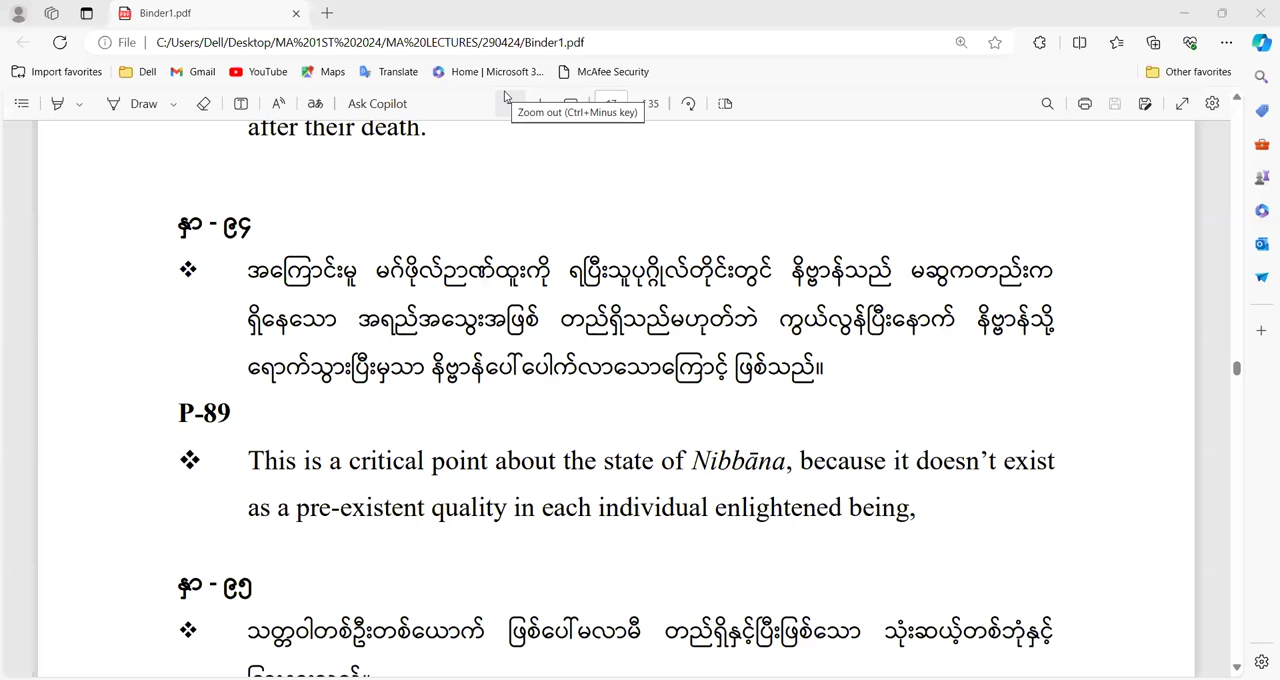 Binder1.pdf
File C:/Users/Dell/Desktop/MA%201ST%202024/MA%20LECTURES/290424/Binder1.pdf
Import favorites Dell Gmail YouTube Maps Translate Home | Microsoft 3... McAfee Security Other favorites
Draw Ask Copilot 35
Zoom out (Ctrl+Minus key)
after their death.
နှာ - ၉၄
❖ အကြောင်းမူ မဂ်ဖိုလ်ဉာဏ်ထူးကို ရပြီးသူပုဂ္ဂိုလ်တိုင်းတွင် နိဗ္ဗာန်သည် မဆွကတည်းက
ရှိနေသော အရည်အသွေးအဖြစ် တည်ရှိသည်မဟုတ်ဘဲ ကွယ်လွန်ပြီးနောက် နိဗ္ဗာန်သို့
ရောက်သွားပြီးမှသာ နိဗ္ဗာန်ပေါ်ပေါက်လာသောကြောင့် ဖြစ်သည်။
P-89
❖ This is a critical point about the state of Nibbāna, because it doesn't exist
as a pre-existent quality in each individual enlightened being,
နှာ - ၉၅
❖ သတ္တဝါတစ်ဦးတစ်ယောက် ဖြစ်ပေါ်မလာမီ တည်ရှိနှင့်ပြီးဖြစ်သော သုံးဆယ့်တစ်ဘုံနှင့်